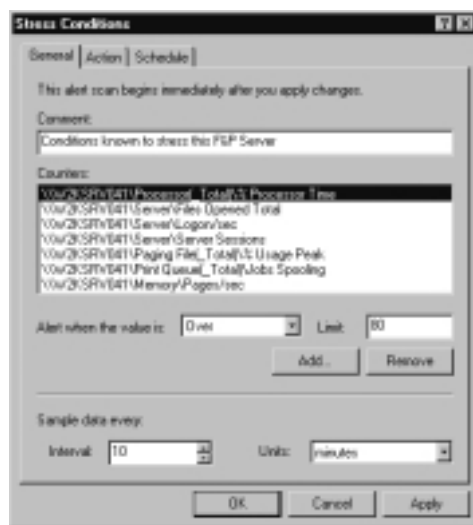 Stress Conditions
General Action Schedule
This alert scan begins immediately after you apply changes.
Comment:
Conditions known to stress this F&P Server
Counters:
\\W2KSRV041\Processor(_Total)\% Processor Time
\\W2KSRV041\Server\Files Opened Total
\\W2KSRV041\Server\Logon/sec
\\W2KSRV041\Server\Server Sessions
\\W2KSRV041\Paging File(_Total)\% Usage Peak
\\W2KSRV041\Print Queue(_Total)\Jobs Spooling
\\W2KSRV041\Memory\Pages/sec
Alert when the value is: Over Limit: 80
Add... Remove
Sample data every:
Interval: 10 Units: minutes
OK Cancel Apply